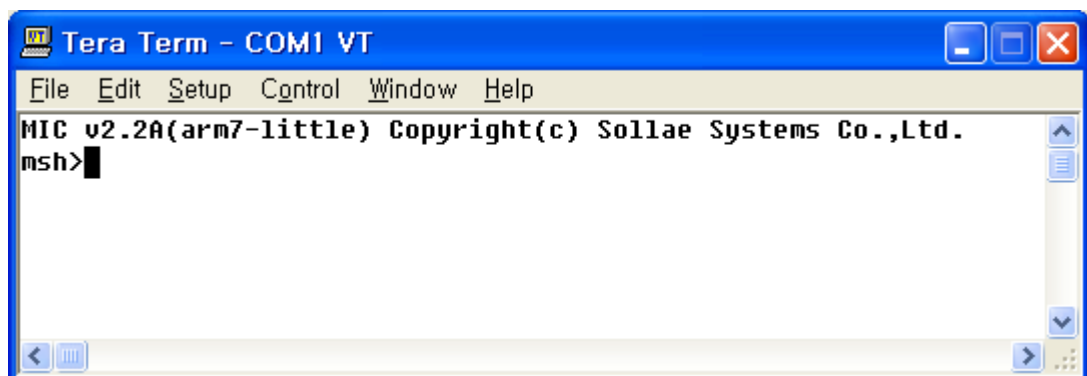 Tera Term - COM1 VT
File Edit Setup Control Window Help
MIC v2.2A(arm7-little) Copyright(c) Sollae Systems Co.,Ltd.
msh>